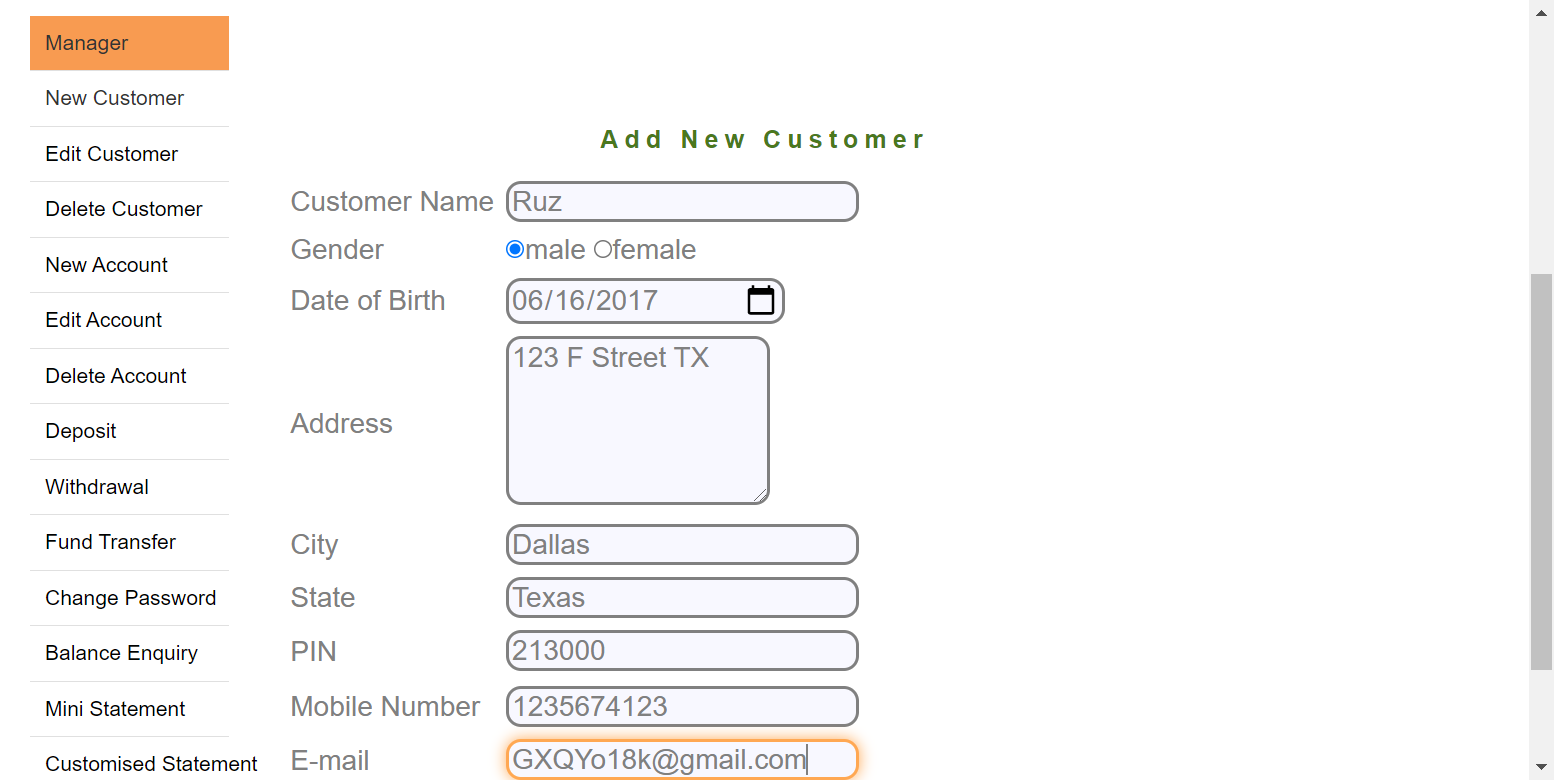 Manager
New Customer
Edit Customer
Delete Customer
New Account
Edit Account
Delete Account
Deposit
Withdrawal
Fund Transfer
Change Password
Balance Enquiry
Mini Statement
Customised Statement
Add New Customer
Customer Name Ruz
Gender male female
Date of Birth 06/16/2017
Address 123 F Street TX
City Dallas
State Texas
PIN 213000
Mobile Number 1235674123
E-mail GXQYo18k@gmail.com